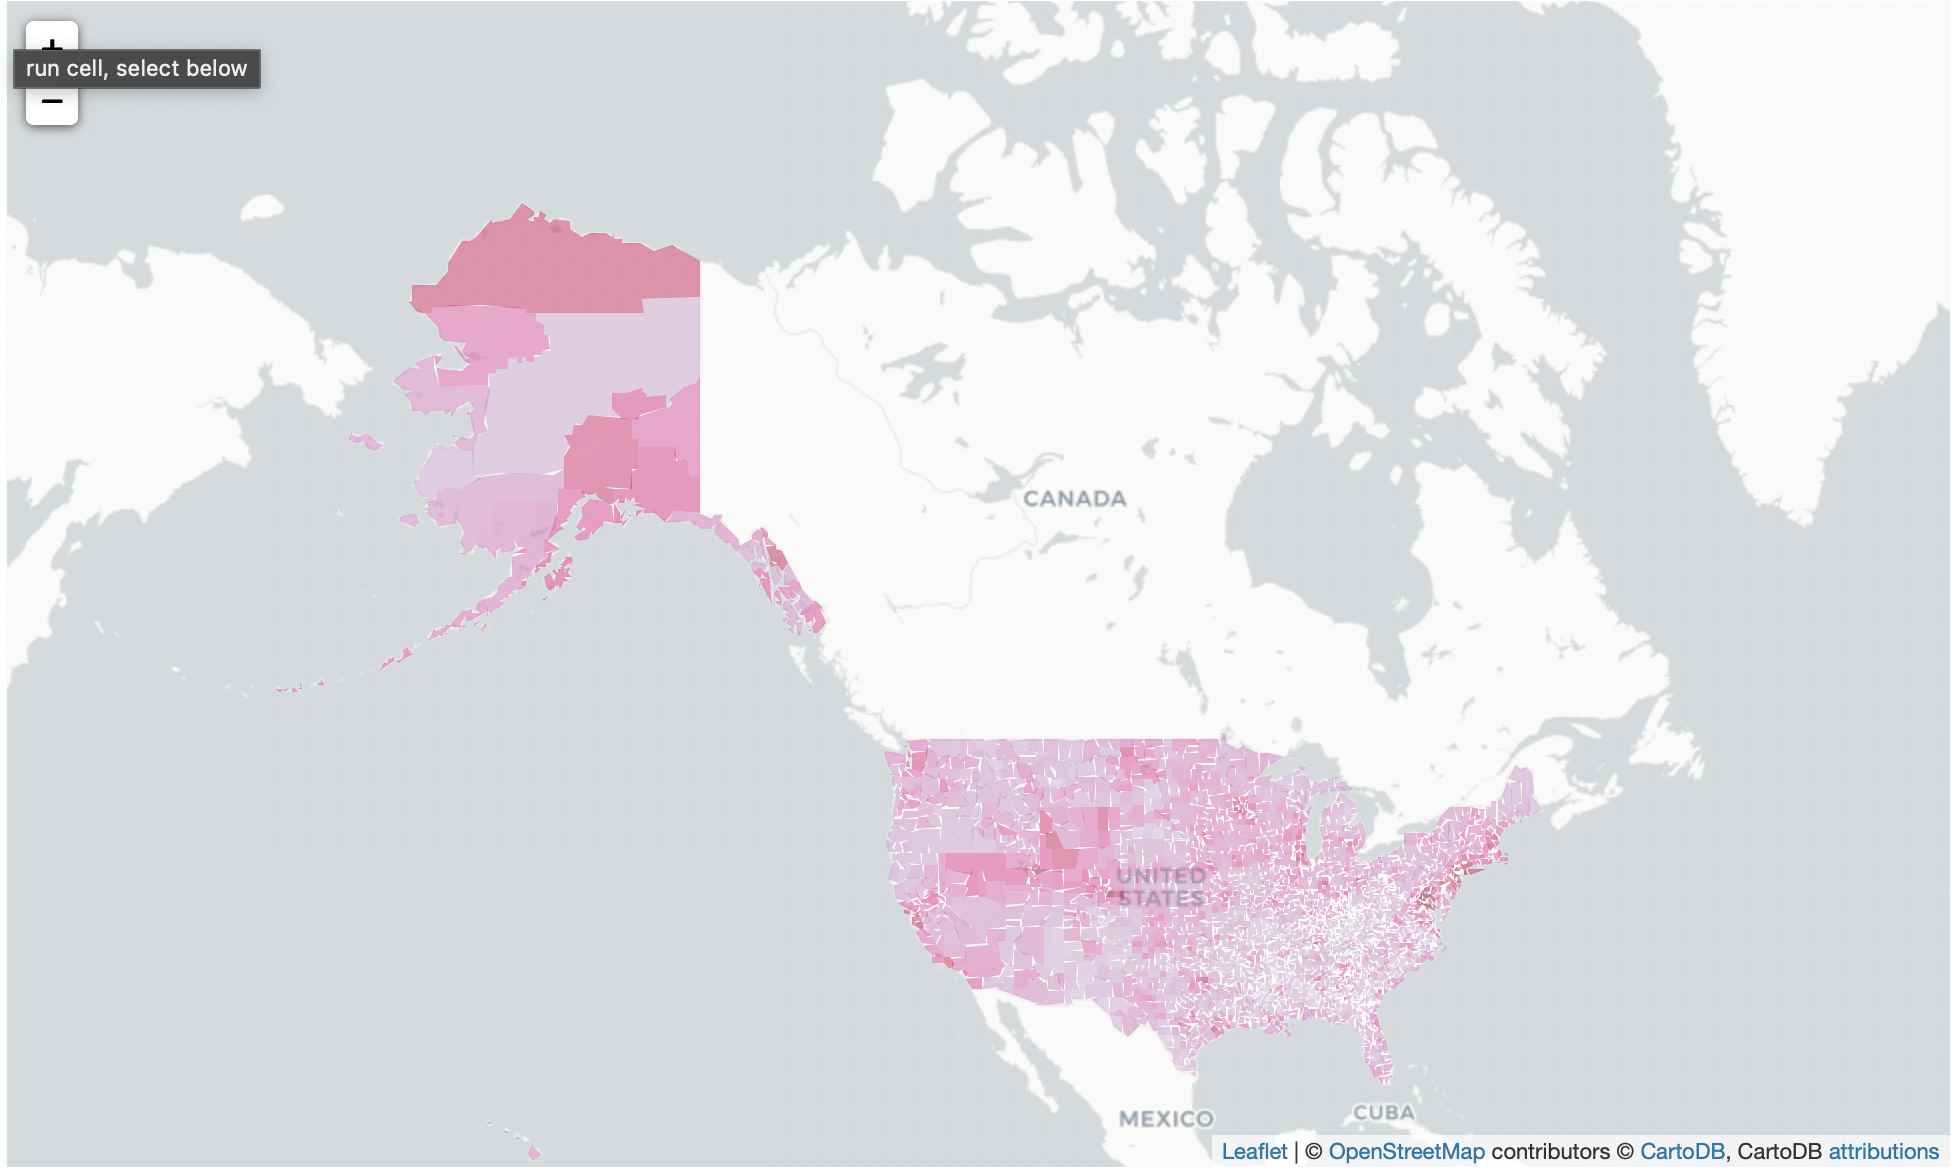 +
run cell, select below
−
CANADA
UNITED
STATES
MEXICO
CUBA
Leaflet | © OpenStreetMap contributors © CartoDB, CartoDB attributions